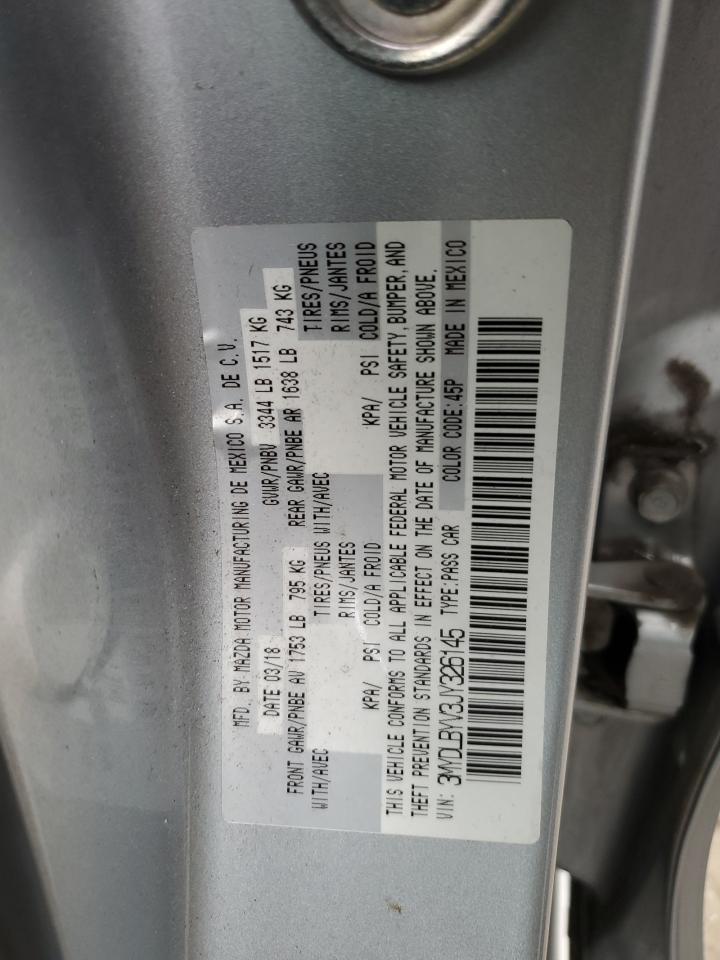 MFD. BY MAZDA MOTOR MANUFACTURING DE MEXICO S.A. DE C.V.
DATE 03/18 GVWR/PNBV 3344 LB 1517 KG
FRONT GAWR/PNBE AV 1753 LB 795 KG REAR GAWR/PNBE AR 1638 LB 743 KG
WITH/AVEC TIRES/PNEUS WITH/AVEC TIRES/PNEUS
RIMS/JANTES RIMS/JANTES
KPA/ PSI COLD/A FROID KPA/ PSI COLD/A FROID
THIS VEHICLE CONFORMS TO ALL APPLICABLE FEDERAL MOTOR VEHICLE SAFETY, BUMPER, AND
THEFT PREVENTION STANDARDS IN EFFECT ON THE DATE OF MANUFACTURE SHOWN ABOVE.
VIN: 3MYDLBYV3JY326145 TYPE:PASS CAR COLOR CODE:45P MADE IN MEXICO